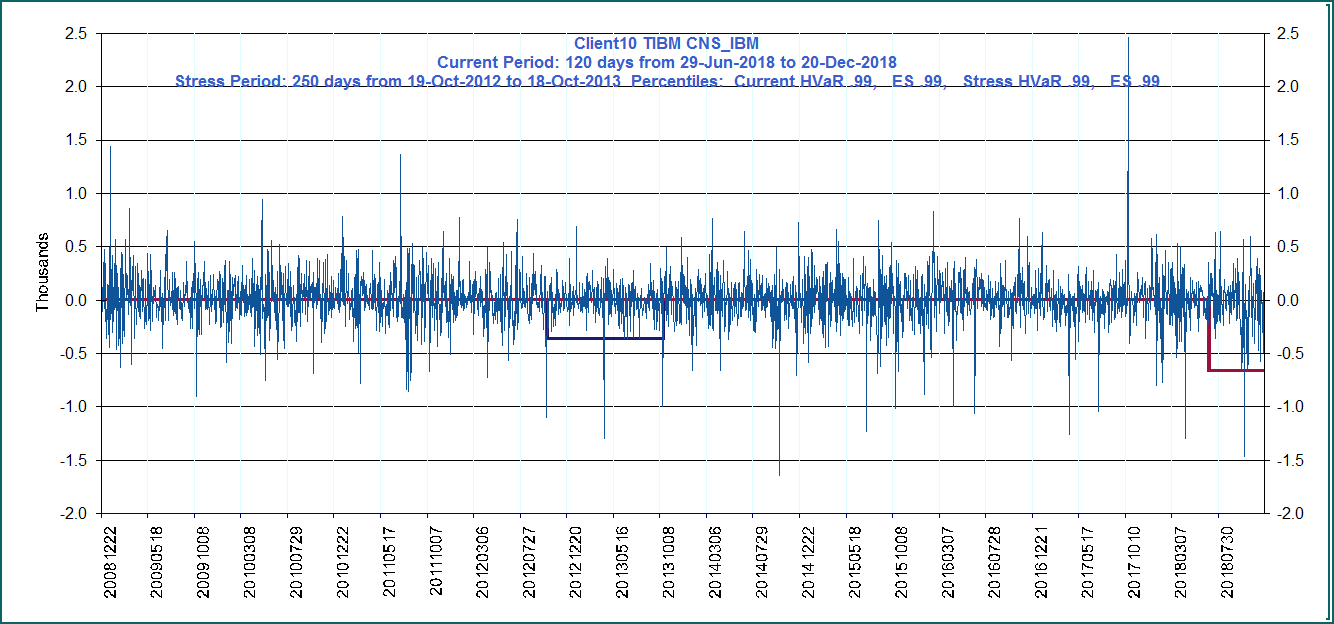 Client10 TIBM CNS_IBM
Current Period: 120 days from 29-Jun-2018 to 20-Dec-2018
Stress Period: 250 days from 19-Oct-2012 to 18-Oct-2013 Percentiles: Current HVaR .99, ES .99, Stress HVaR .99, ES .99
2.5 2.5
2.0 2.0
1.5 1.5
1.0 1.0
0.5 0.5
0.0 0.0
-0.5 -0.5
-1.0 -1.0
-1.5 -1.5
-2.0 -2.0
Thousands
20081222 20090518 20091008 20100308 20100729 20101222 20110517 20111007 20120306 20120727 20121220 20130516 20131008 20140306 20140729 20141222 20150518 20151008 20160307 20160728 20161221 20170517 20171010 20180307 20180730